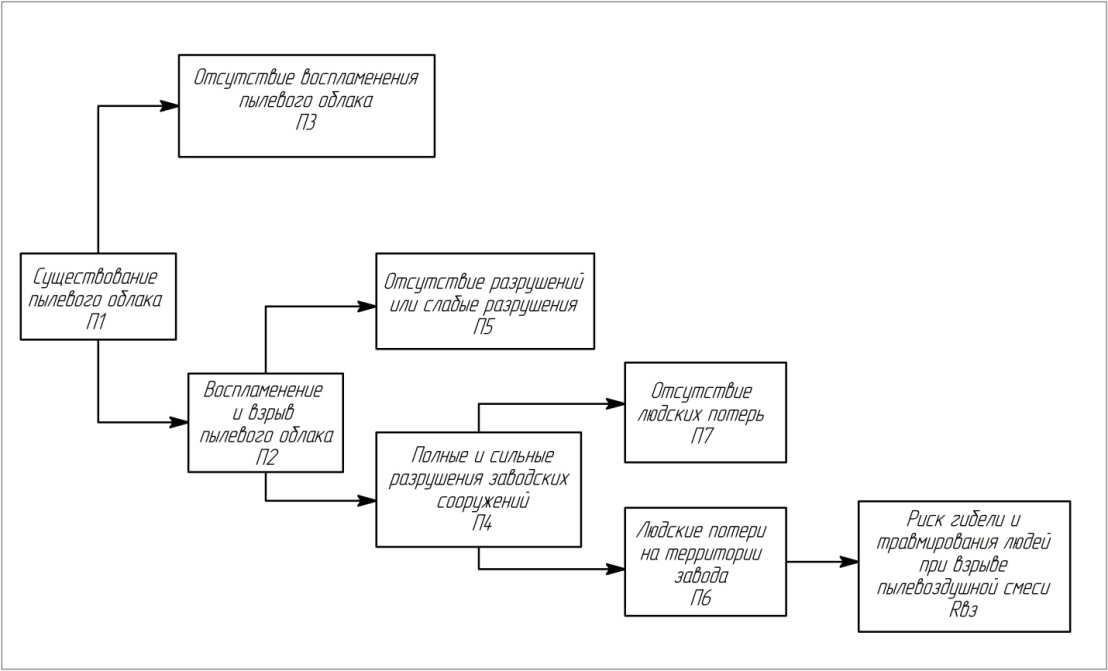 Отсутствие воспламенения
пылевого облака
П3
Существование
пылевого облака
П1
Отсутствие разрушений
или слабые разрушения
П5
Воспламенение
и взрыв
пылевого облака
П2
Отсутствие
людских потерь
П7
Полные и сильные
разрушения заводских
сооружений
П4
Людские потери
на территории
завода
П6
Риск гибели и
травмирования людей
при взрыве
пылевоздушной смеси
Rвз